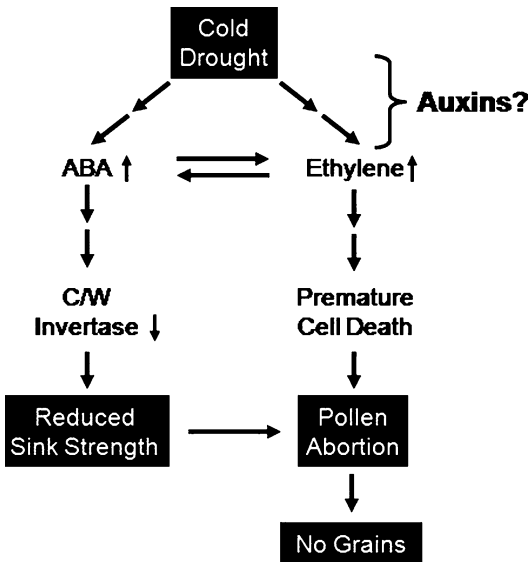 Cold
Drought
Auxins?
ABA ↑
Ethylene ↑
C/W
Invertase ↓
Premature
Cell Death
Reduced
Sink Strength
Pollen
Abortion
No Grains